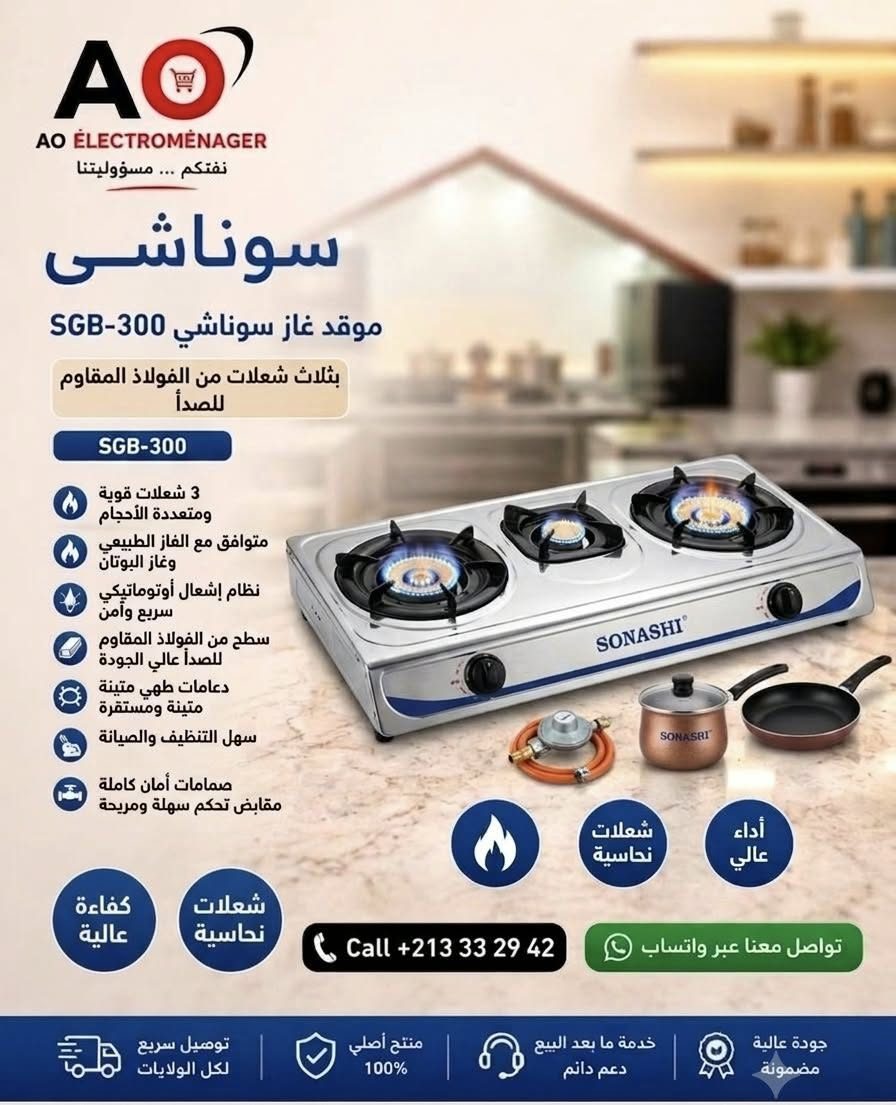 AO
AO ÉLECTROMÉNAGER
نفتكم ... مسؤوليتنا
سوناشى
موقد غاز سوناشي SGB-300
بثلاث شعلات من الفولاذ المقاوم
للصدأ
SGB-300
3 شعلات قوية
ومتعددة الأحجام
متوافق مع الغاز الطبيعي
وغاز البوتان
نظام إشعال أوتوماتيكي
سريع وآمن
سطح من الفولاذ المقاوم
للصدأ عالي الجودة
دعامات طهي متينة
متينة ومستقرة
سهل التنظيف والصيانة
صمامات أمان كاملة
مقابض تحكم سهلة ومريحة
SONASHI
SONASRI
شعلات
نحاسية
أداء
عالي
كفاءة
عالية
شعلات
نحاسية
Call +213 33 29 42
تواصل معنا عبر واتساب
توصيل سريع
لكل الولايات
منتج أصلي
100%
خدمة ما بعد البيع
دعم دائم
جودة عالية
مضمونة